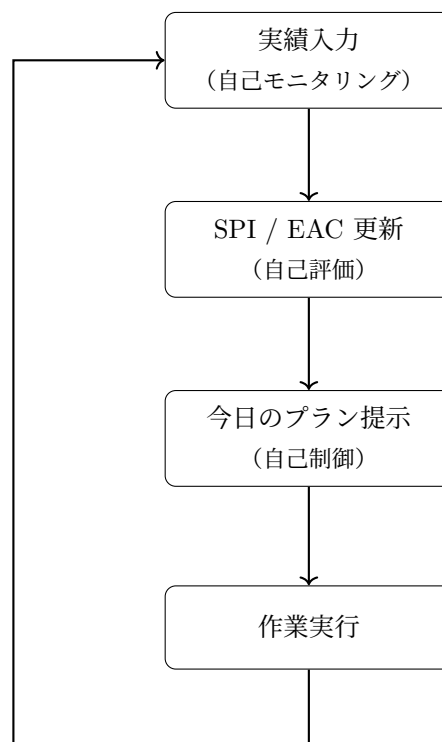 実績入力
（自己モニタリング）
SPI / EAC 更新
（自己評価）
今日のプラン提示
（自己制御）
作業実行